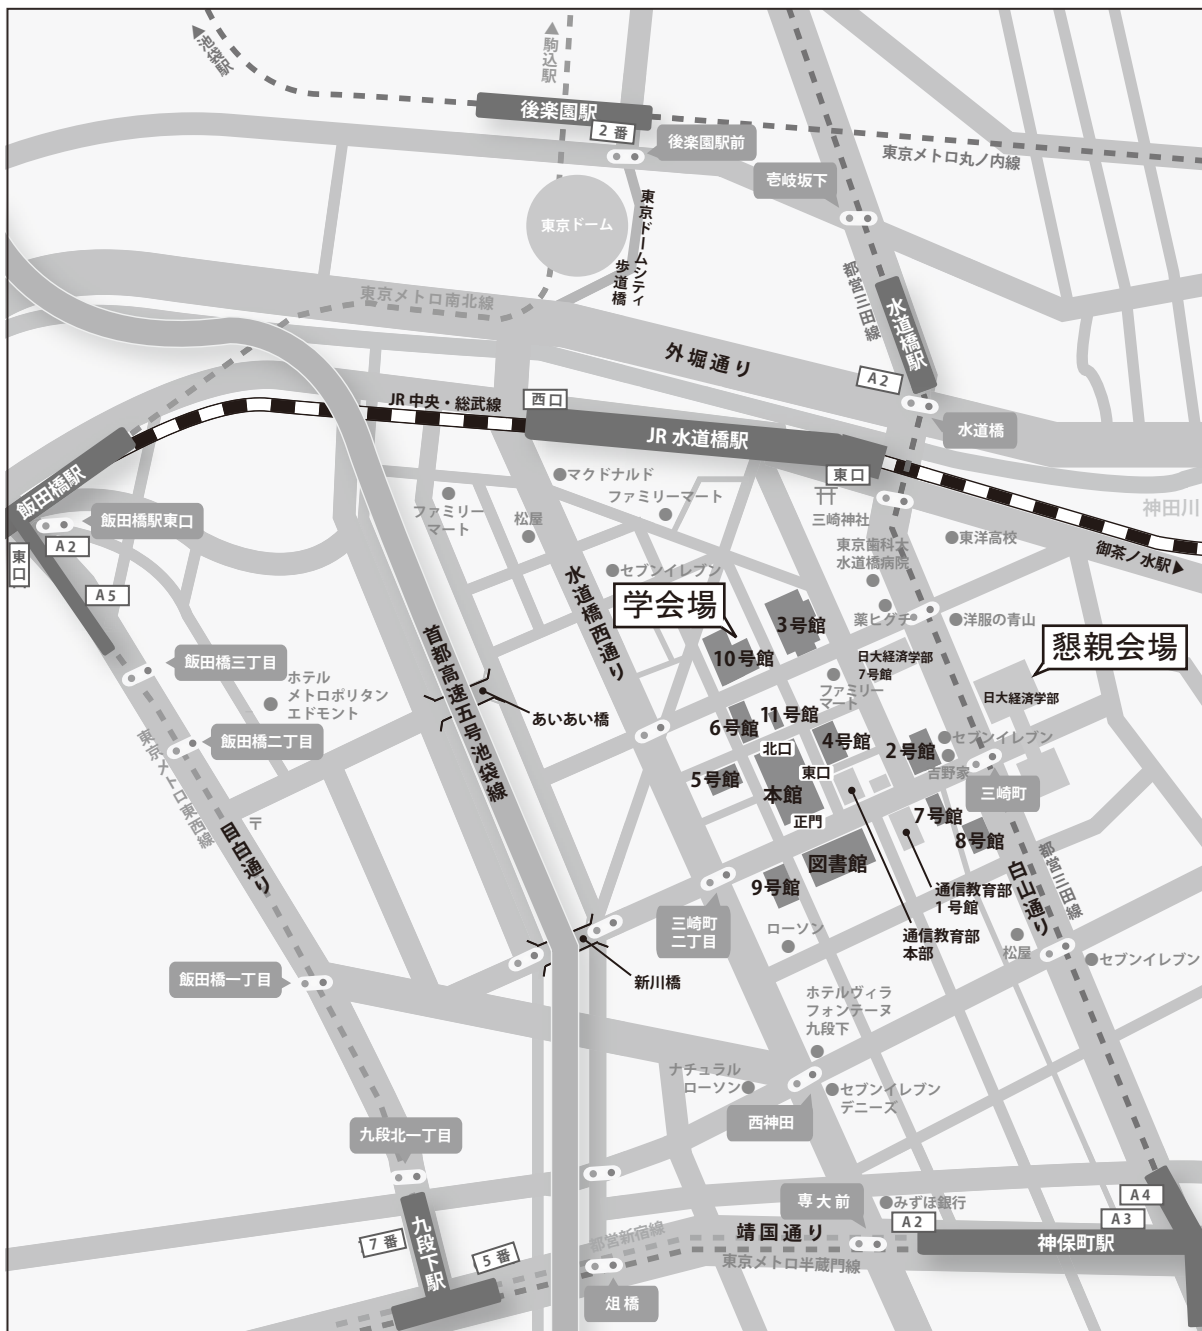 池袋駅
駒込駅
後楽園駅
2番
後楽園駅前
東京メトロ丸ノ内線
壱岐坂下
東京ドーム
東京ドームシティ
歩道橋
都営三田線
水道橋駅
東京メトロ南北線
外堀通り
A2
水道橋
JR中央・総武線
西口
JR 水道橋駅
東口
神田川
御茶ノ水駅
飯田橋駅
飯田橋駅東口
A2
東口
A5
マクドナルド
ファミリーマート
ファミリー
マート
松屋
三崎神社
東洋高校
東京歯科大
水道橋病院
セブンイレブン
水道橋西通り
学会場
3号館
10号館
薬ヒグチ
洋服の青山
懇親会場
日大経済学部
7号館
日大経済学部
ファミリー
マート
首都高速五号池袋線
飯田橋三丁目
ホテル
メトロポリタン
エドモント
あいあい橋
飯田橋二丁目
東京メトロ東西線
目白通り
〒
6号館
11号館
北口
4号館
2号館
セブンイレブン
吉野家
5号館
本館
東口
三崎町
正門
7号館
8号館
図書館
9号館
通信教育部
1号館
通信教育部
本部
白山通り
都営三田線
三崎町
二丁目
ローソン
松屋
セブンイレブン
新川橋
飯田橋一丁目
ホテルヴィラ
フォンテーヌ
九段下
ナチュラル
ローソン
セブンイレブン
デニーズ
西神田
九段北一丁目
専大前
みずほ銀行
A2
A4
A3
神保町駅
7番
九段下駅
5番
都営新宿線
靖国通り
東京メトロ半蔵門線
俎橋